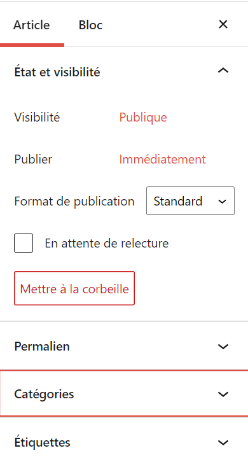 Article Bloc
État et visibilité
Visibilité Publique
Publier Immédiatement
Format de publication Standard
En attente de relecture
Mettre à la corbeille
Permalien
Catégories
Étiquettes